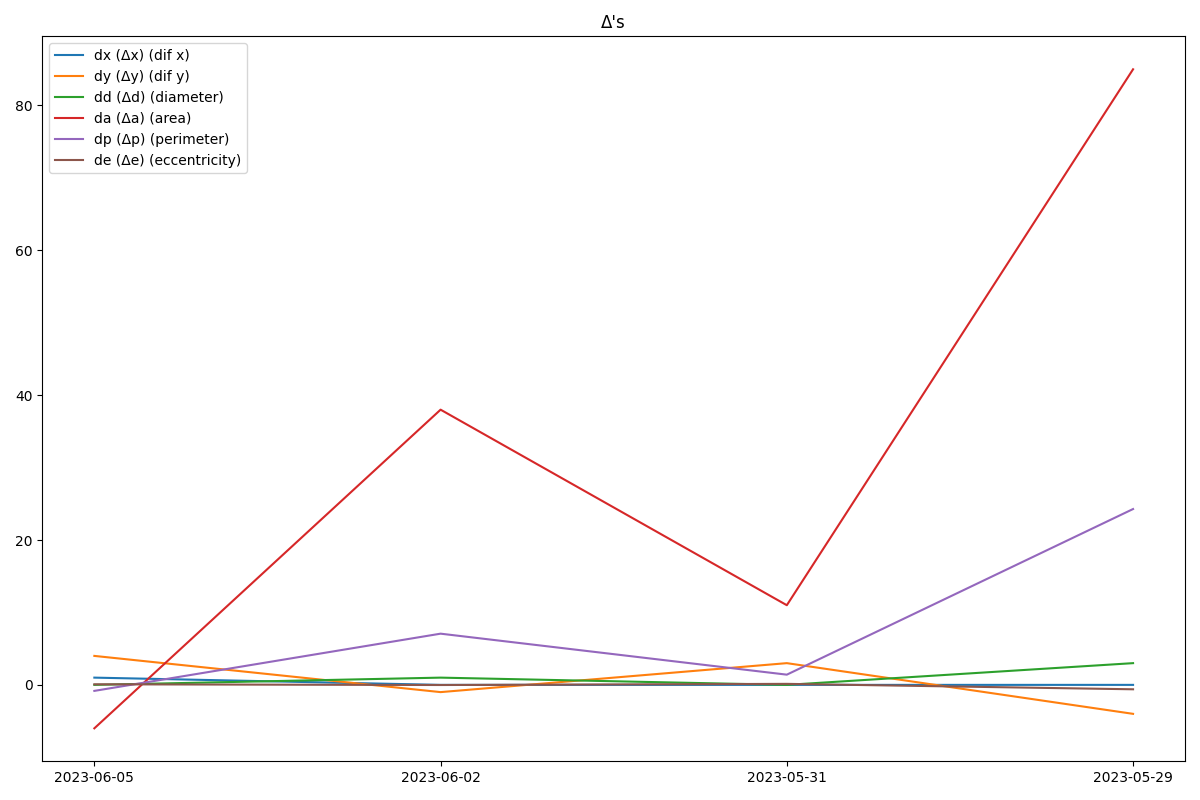 Δ's
dx (Δx) (dif x)
dy (Δy) (dif y)
dd (Δd) (diameter)
da (Δa) (area)
dp (Δp) (perimeter)
de (Δe) (eccentricity)
80
60
40
20
0
2023-06-05 2023-06-02 2023-05-31 2023-05-29